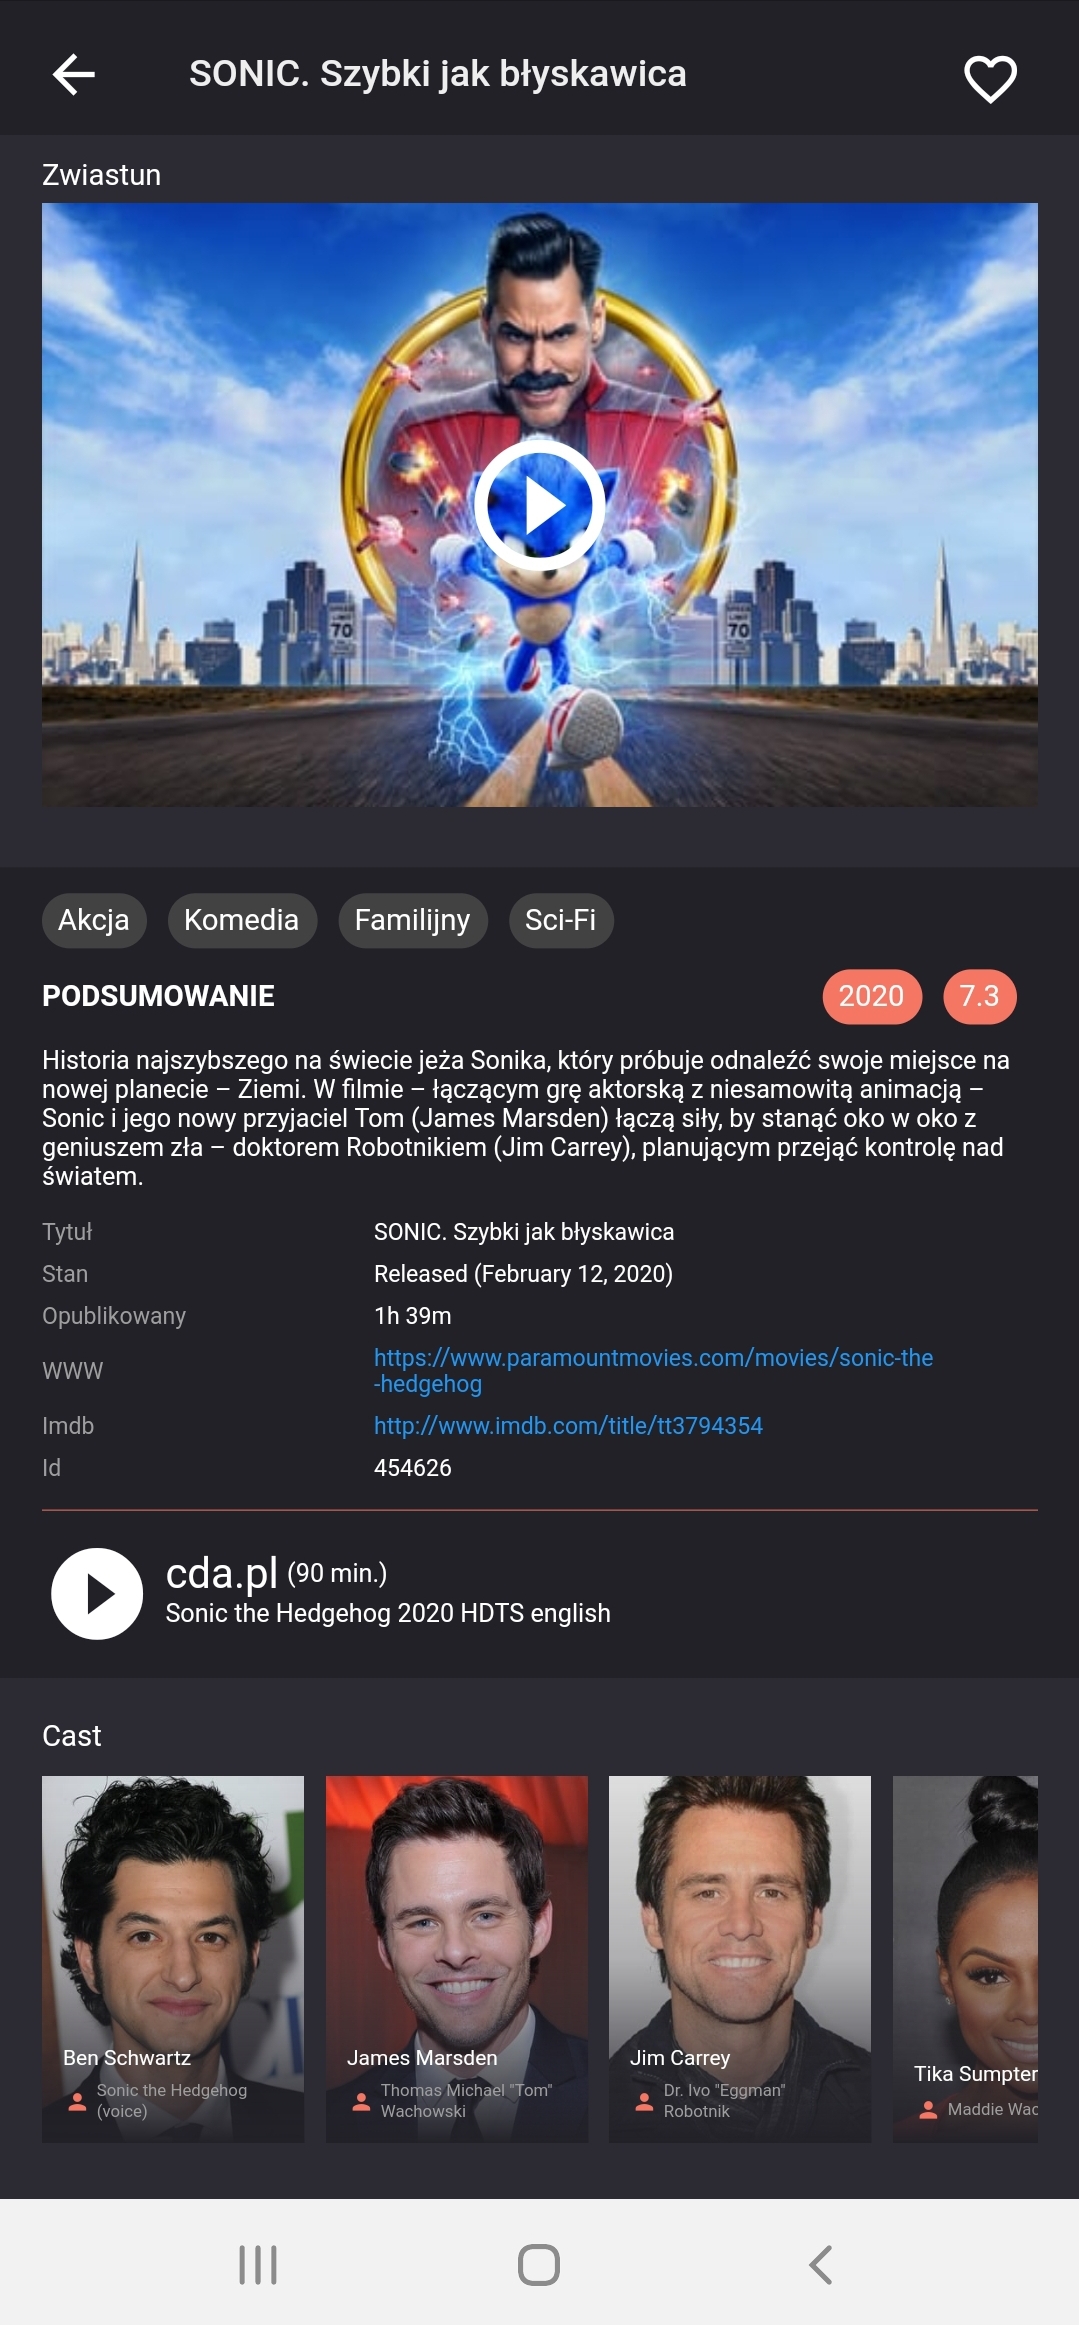 SONIC. Szybki jak błyskawica
Zwiastun
70
70
Akcja
Komedia
Familijny
Sci-Fi
PODSUMOWANIE
2020
7.3
Historia najszybszego na świecie jeża Sonika, który próbuje odnaleźć swoje miejsce na
nowej planecie – Ziemi. W filmie – łączącym grę aktorską z niesamowitą animacją –
Sonic i jego nowy przyjaciel Tom (James Marsden) łączą siły, by stanąć oko w oko z
geniuszem zła – doktorem Robotnikiem (Jim Carrey), planującym przejąć kontrolę nad
światem.
Tytuł
SONIC. Szybki jak błyskawica
Stan
Released (February 12, 2020)
Opublikowany
1h 39m
WWW
https://www.paramountmovies.com/movies/sonic-the
-hedgehog
Imdb
http://www.imdb.com/title/tt3794354
Id
454626
cda.pl (90 min.)
Sonic the Hedgehog 2020 HDTS english
Cast
Ben Schwartz
Sonic the Hedgehog
(voice)
James Marsden
Thomas Michael "Tom"
Wachowski
Jim Carrey
Dr. Ivo "Eggman"
Robotnik
Tika Sumpter
Maddie Wac